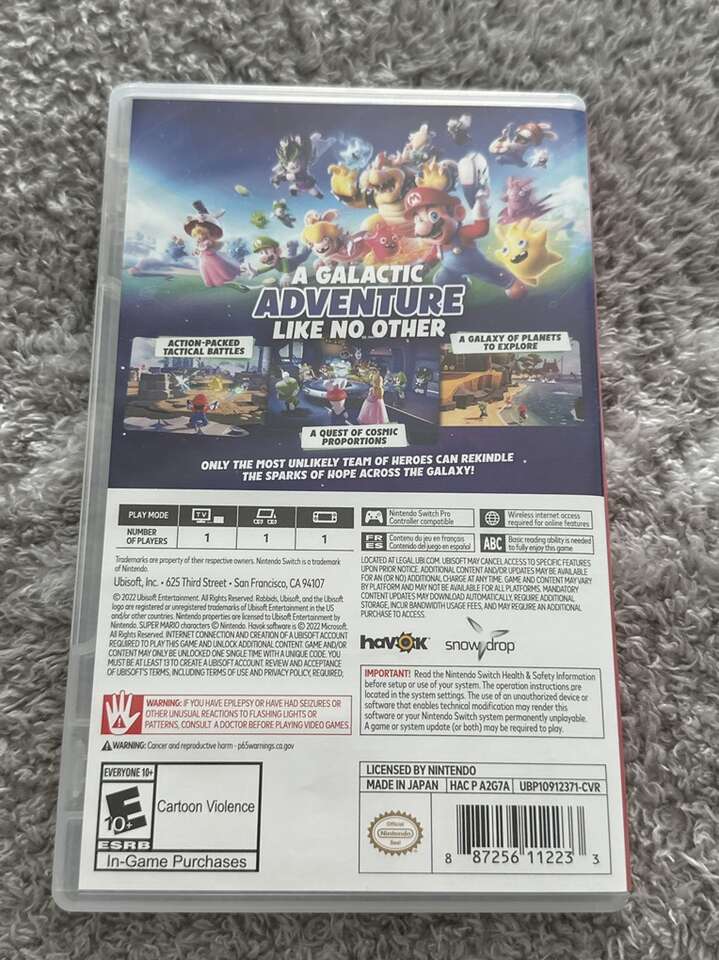 A GALACTIC
ADVENTURE
LIKE NO OTHER
ACTION-PACKED
TACTICAL BATTLES
A GALAXY OF PLANETS
TO EXPLORE
A QUEST OF COSMIC
PROPORTIONS
ONLY THE MOST UNLIKELY TEAM OF HEROES CAN REKINDLE
THE SPARKS OF HOPE ACROSS THE GALAXY!
PLAY MODE
TV
NUMBER
OF PLAYERS
1 1 1
Nintendo Switch Pro
Controller compatible
Wireless internet access
required for online features
FR
ES
Contenu du jeu en français
Contenido del juego en español
ABC
Basic reading ability is needed
to fully enjoy this game
Trademarks are property of their respective owners. Nintendo Switch is a trademark
of Nintendo.
Ubisoft, Inc. • 625 Third Street • San Francisco, CA 94107
© 2022 Ubisoft Entertainment. All Rights Reserved. Rabbids, Ubisoft, and the Ubisoft
logo are registered or unregistered trademarks of Ubisoft Entertainment in the US
and/or other countries. Nintendo properties are licensed to Ubisoft Entertainment by
Nintendo. SUPER MARIO characters © Nintendo. Havok software is © 2022 Microsoft.
All Rights Reserved. INTERNET CONNECTION AND CREATION OF A UBISOFT ACCOUNT
REQUIRED TO PLAY THIS GAME AND UNLOCK ADDITIONAL CONTENT. GAME AND/OR
CONTENT MAY ONLY BE UNLOCKED ONE SINGLE TIME WITH A UNIQUE CODE. YOU
MUST BE AT LEAST 13 TO CREATE A UBISOFT ACCOUNT. REVIEW AND ACCEPTANCE
OF UBISOFT'S TERMS, INCLUDING TERMS OF USE AND PRIVACY POLICY, REQUIRED;
LOCATED AT LEGAL.UBI.COM. UBISOFT MAY CANCEL ACCESS TO SPECIFIC FEATURES
UPON PRIOR NOTICE. ADDITIONAL CONTENT AND/OR UPDATES MAY BE AVAILABLE
FOR AN (OR NO) ADDITIONAL CHARGE AT ANY TIME. GAME AND CONTENT MAY VARY
BY PLATFORM AND MAY NOT BE AVAILABLE FOR ALL PLATFORMS. MANDATORY
CONTENT UPDATES MAY DOWNLOAD AUTOMATICALLY, REQUIRE ADDITIONAL
STORAGE, INCUR BANDWIDTH USAGE FEES, AND MAY REQUIRE AN ADDITIONAL
PURCHASE TO ACCESS.
havok
snowdrop
IMPORTANT! Read the Nintendo Switch Health & Safety Information
before setup or use of your system. The operation instructions are
located in the system settings. The use of an unauthorized device or
software that enables technical modification may render this
software or your Nintendo Switch system permanently unplayable.
A game or system update (or both) may be required to play.
WARNING: IF YOU HAVE EPILEPSY OR HAVE HAD SEIZURES OR
OTHER UNUSUAL REACTIONS TO FLASHING LIGHTS OR
PATTERNS, CONSULT A DOCTOR BEFORE PLAYING VIDEO GAMES.
WARNING: Cancer and reproductive harm - p65warnings.ca.gov
EVERYONE 10+
E
10+
ESRB
Cartoon Violence
In-Game Purchases
LICENSED BY NINTENDO
MADE IN JAPAN HAC P A2G7A UBP10912371-CVR
Official
Nintendo
Seal
8 87256 11223 3